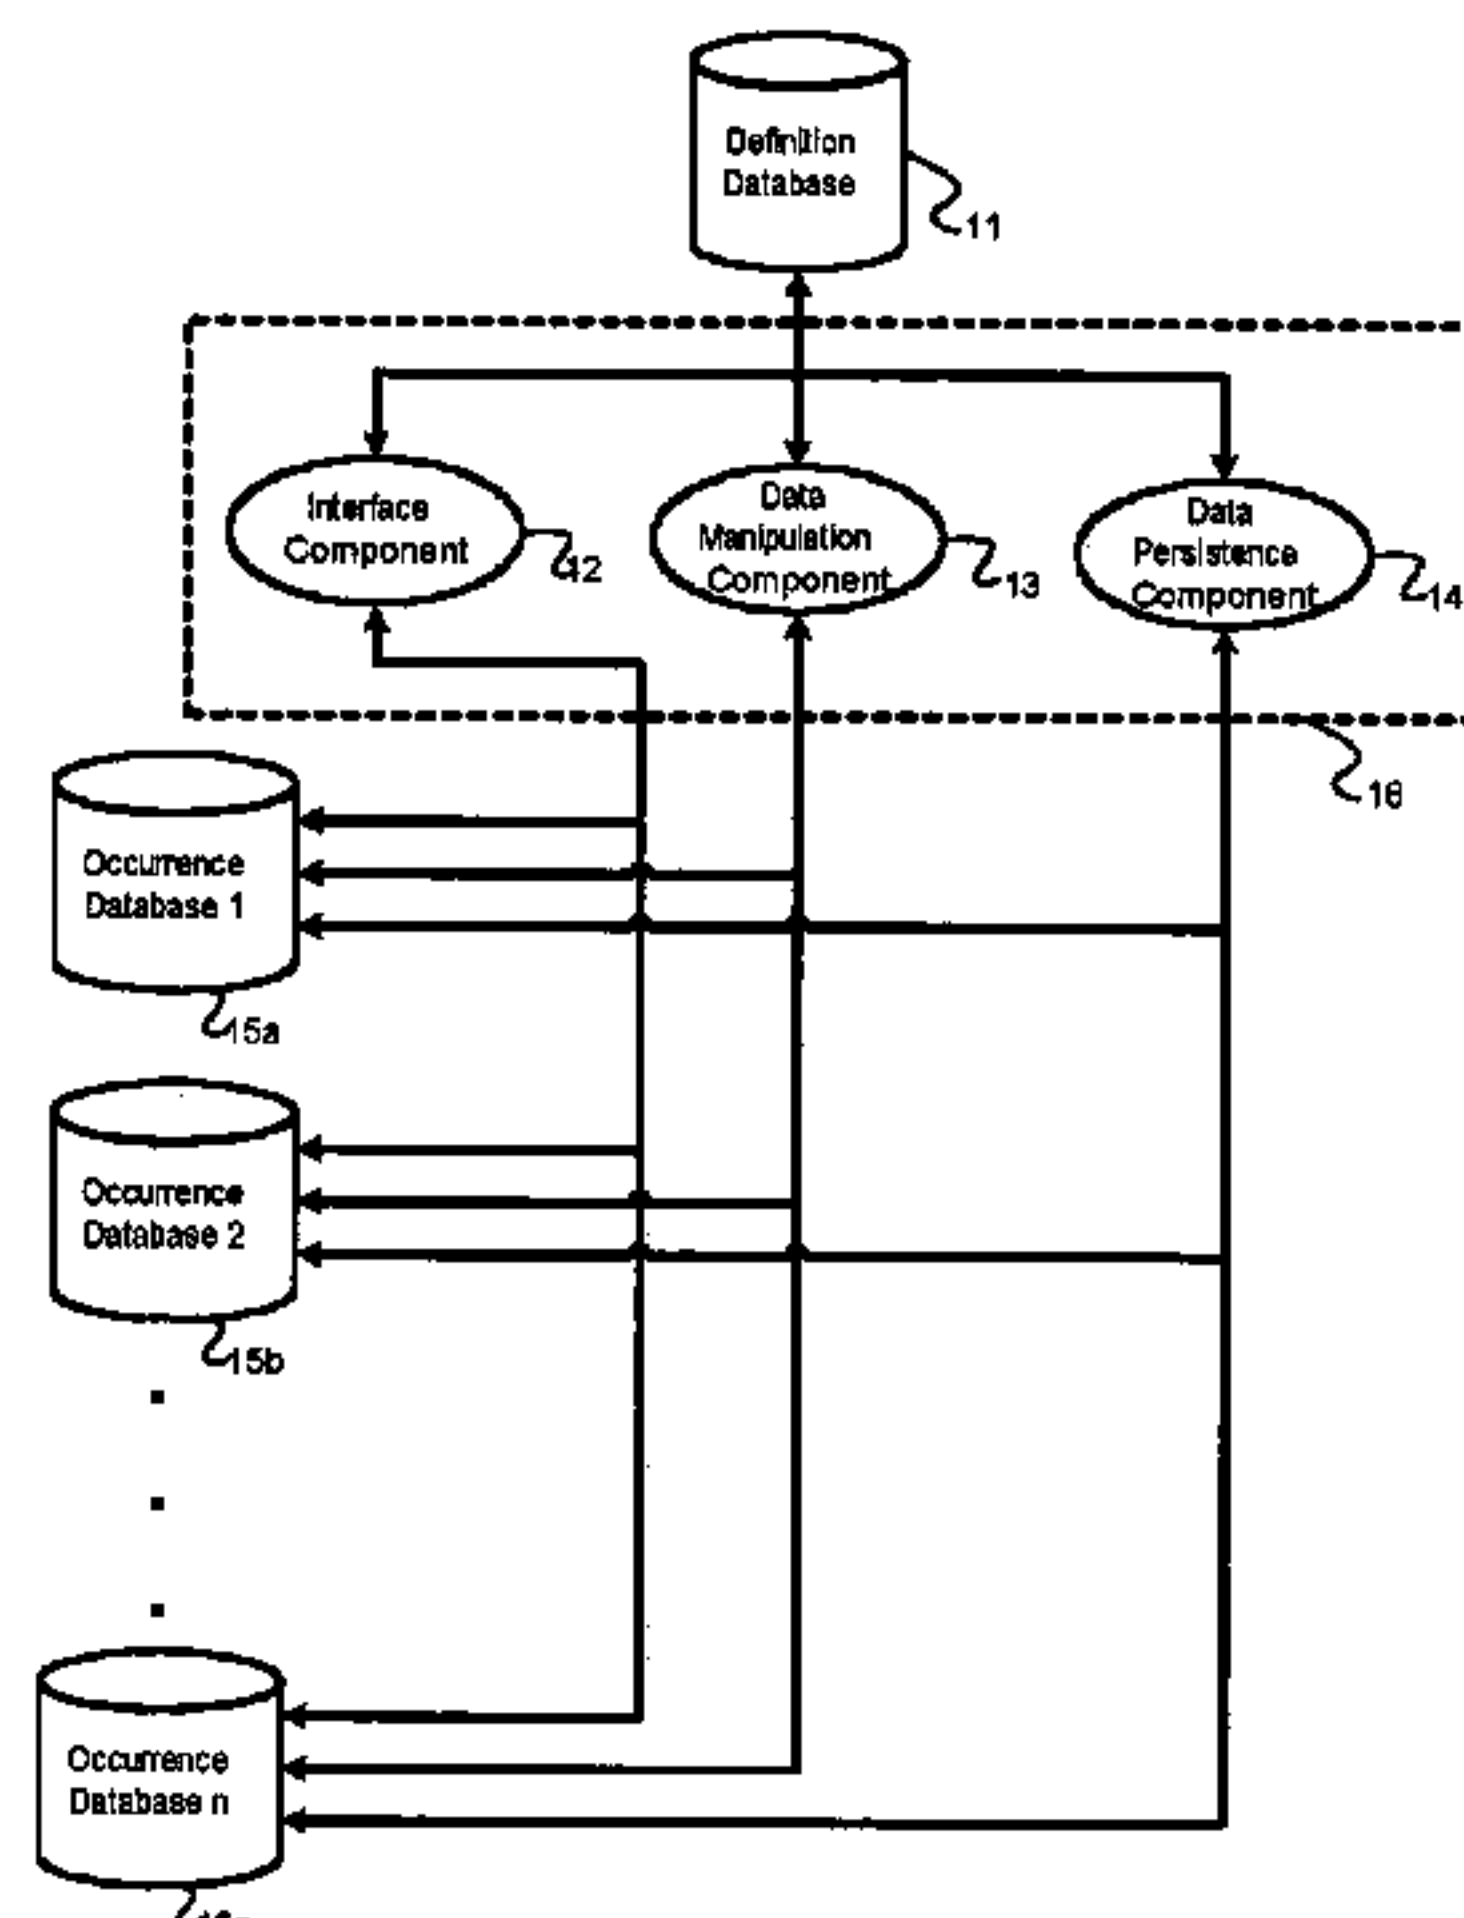 Definition
Database
11
Interface
Component
12
Data
Manipulation
Component
13
Data
Persistence
Component
14
16
Occurrence
Database 1
15a
Occurrence
Database 2
15b
Occurrence
Database n